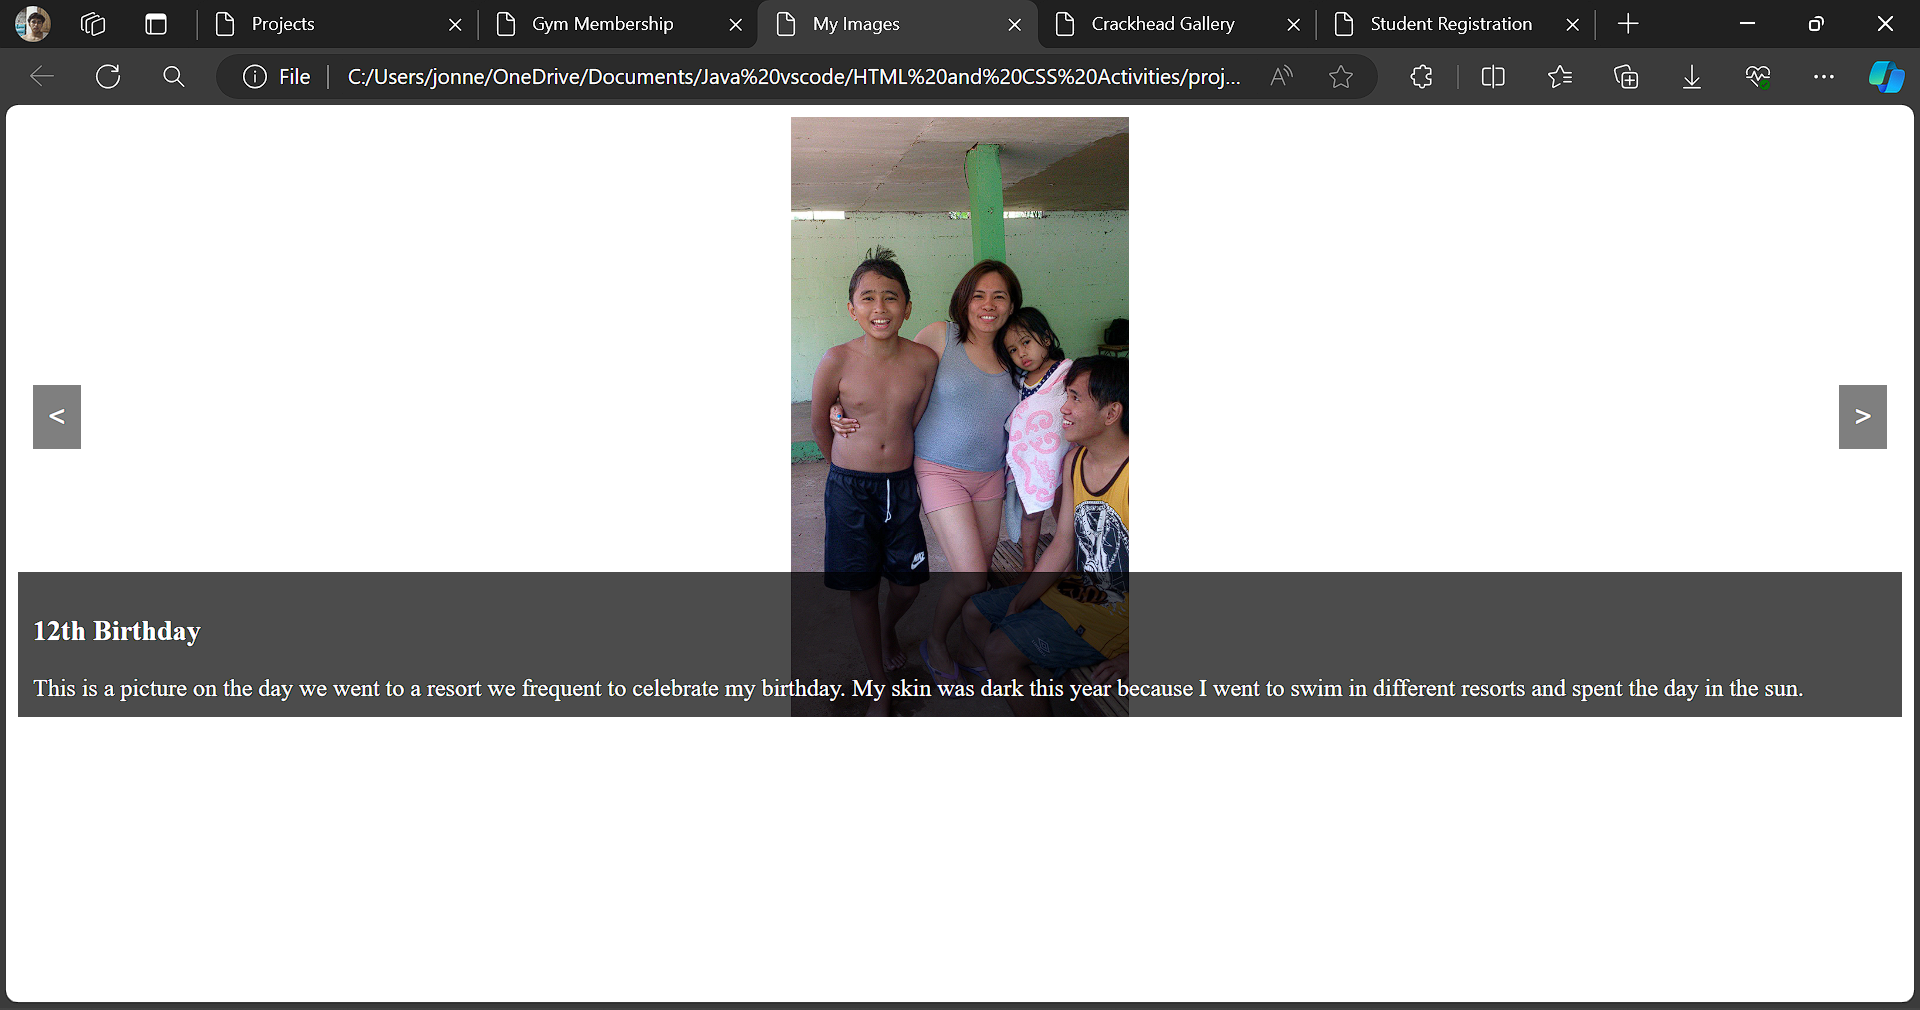 Projects
Gym Membership
My Images
Crackhead Gallery
Student Registration
File
C:/Users/jonne/OneDrive/Documents/Java%20vscode/HTML%20and%20CSS%20Activities/proj...
<
>
12th Birthday
This is a picture on the day we went to a resort we frequent to celebrate my birthday. My skin was dark this year because I went to swim in different resorts and spent the day in the sun.